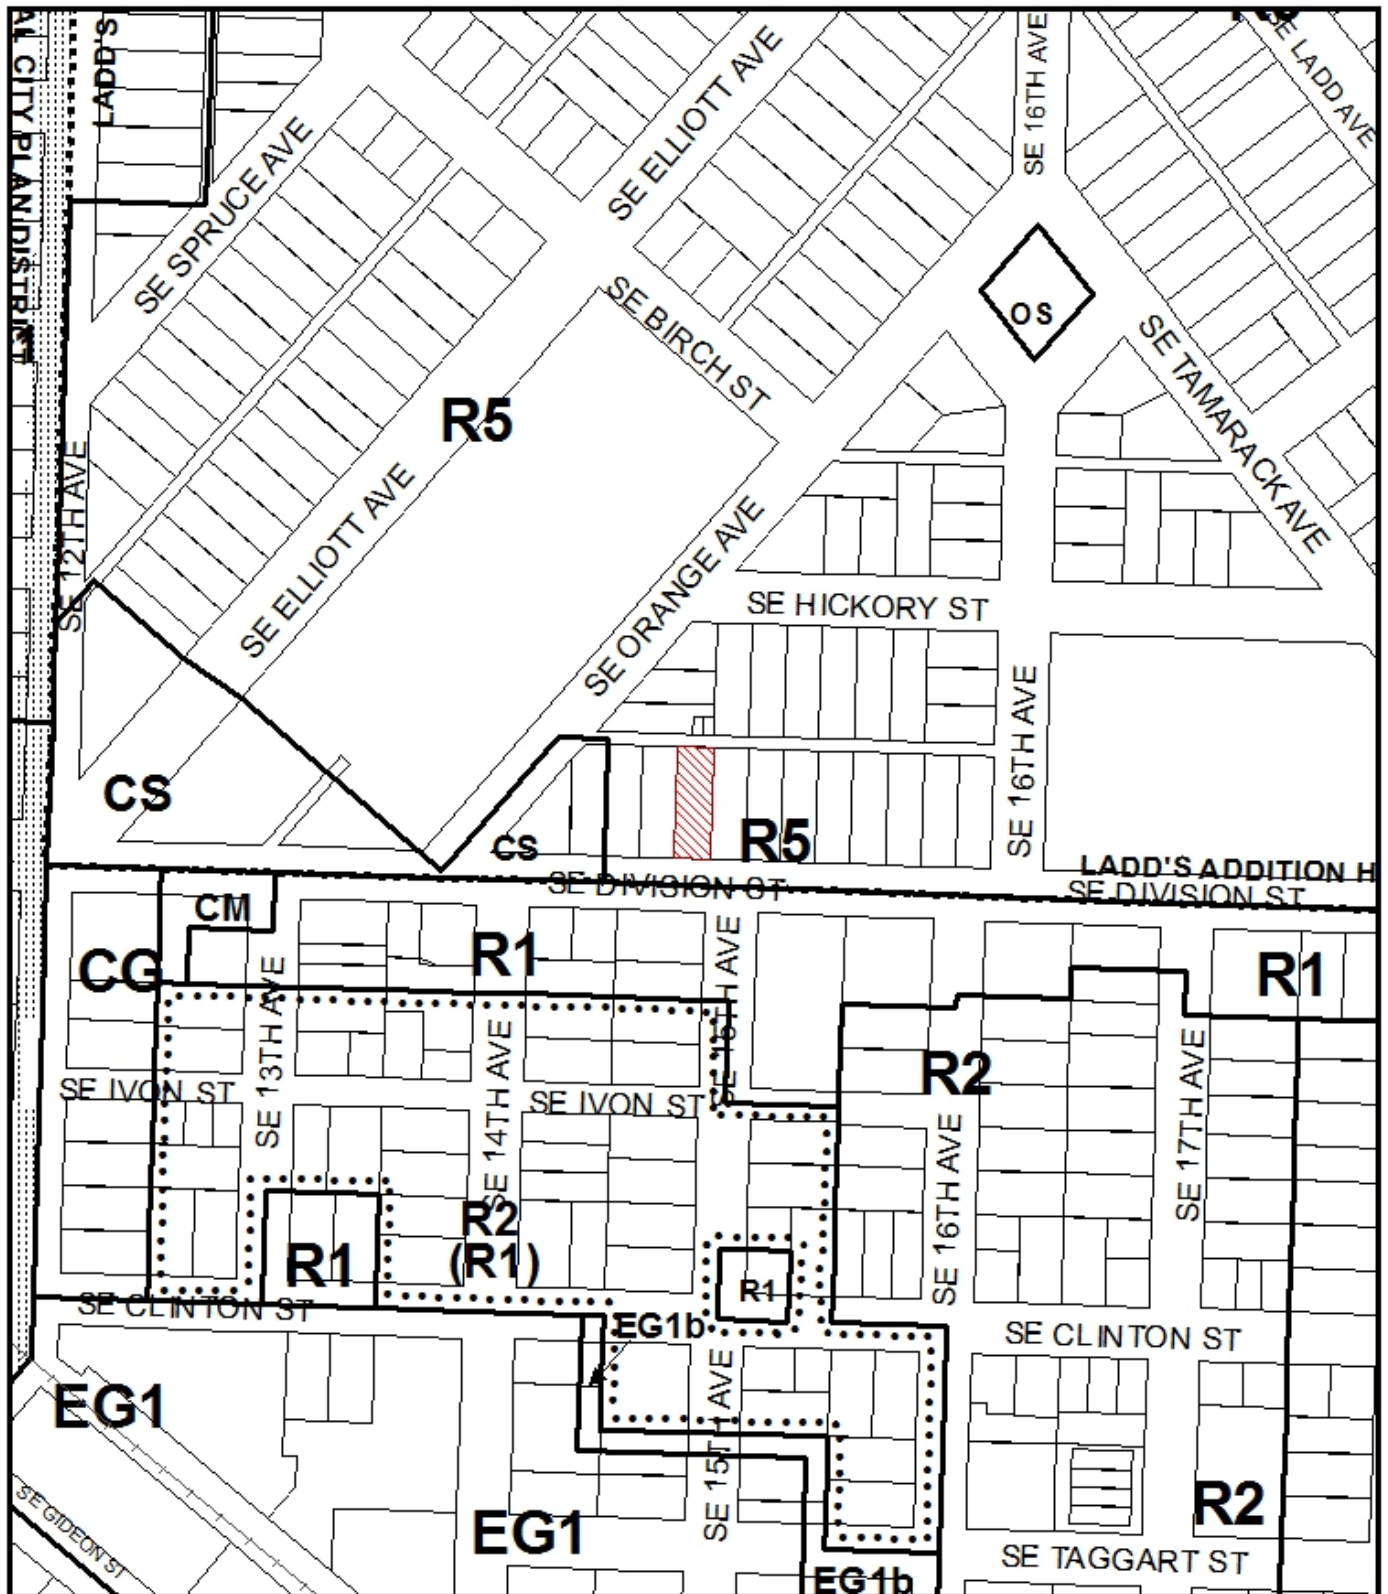 AL CITY PLAN DISTRICT
LADD'S
SE SPRUCE AVE
SE ELLIOTT AVE
SE 16TH AVE
SE LADD AVE
OS
SE BIRCH ST
SE TAMARACK AVE
R5
SE 12TH AVE
SE ELLIOTT AVE
SE ORANGE AVE
SE HICKORY ST
SE 16TH AVE
CS
CS
R5
LADD'S ADDITION H
SE DIVISION ST
SE DIVISION ST
CM
CG
R1
R1
SE 13TH AVE
SE 14TH AVE
SE 15TH AVE
R2
SE IVON ST
SE IVON ST
SE 16TH AVE
SE 17TH AVE
R2
(R1)
R1
R1
SE CLINTON ST
EG1b
SE CLINTON ST
EG1
SE 15TH AVE
SE GIDEON ST
EG1
R2
SE TAGGART ST
EG1b